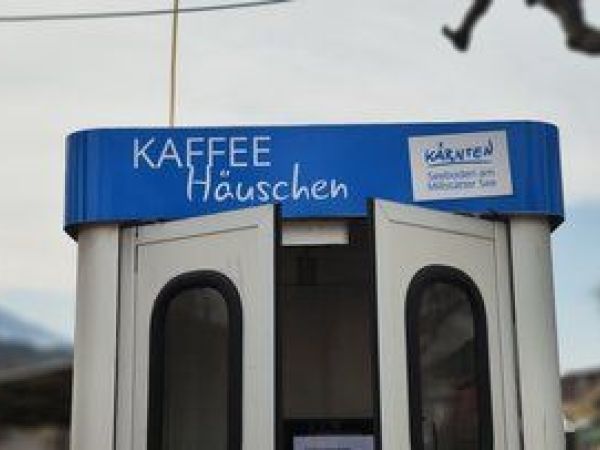 KAFFEE
Häuschen
KÄRNTEN
Seeboden am
Millstätter See